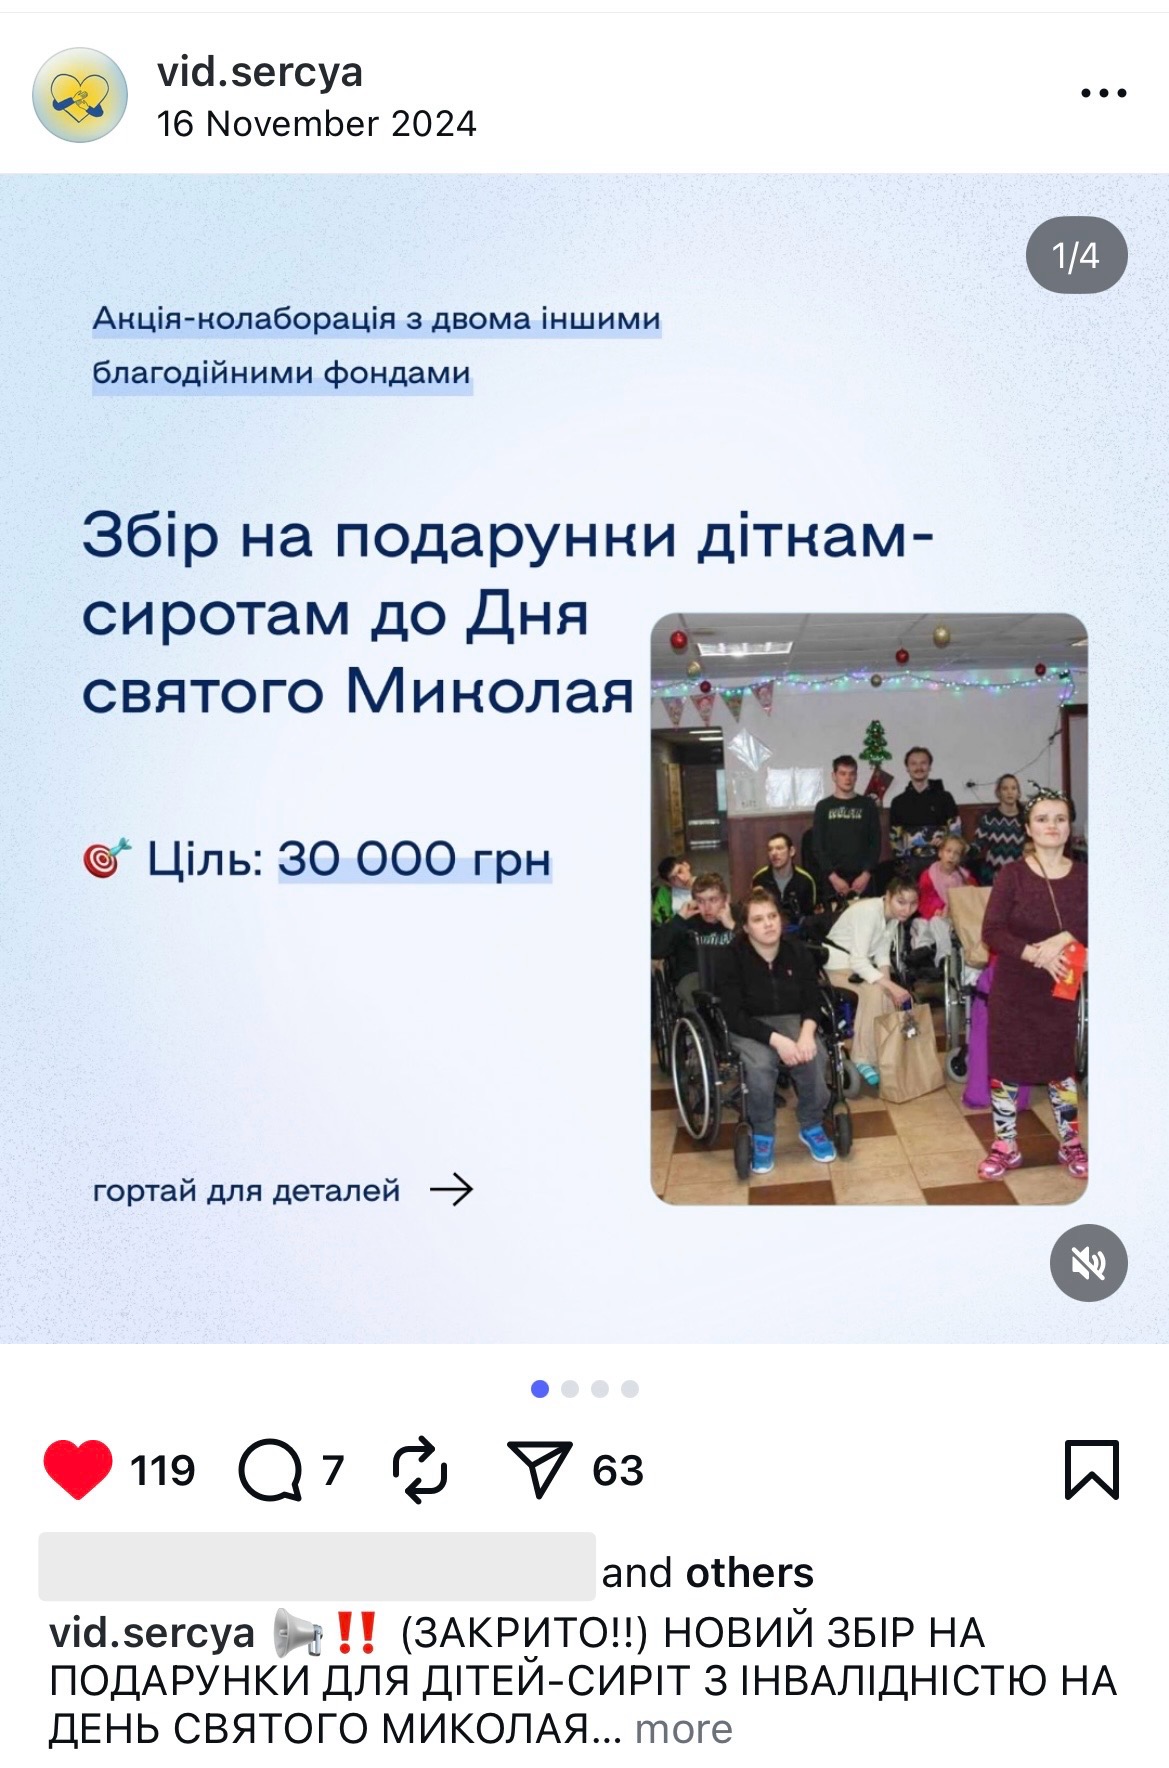 vid.sercya
16 November 2024
1/4
Акція-колаборація з двома іншими
благодійними фондами
Збір на подарунки діткам-
сиротам до Дня
святого Миколая
🎯 Ціль: 30 000 грн
гортай для деталей →
119 7 63
and others
vid.sercya 📢‼️ (ЗАКРИТО!!) НОВИЙ ЗБІР НА
ПОДАРУНКИ ДЛЯ ДІТЕЙ-СИРІТ З ІНВАЛІДНІСТЮ НА
ДЕНЬ СВЯТОГО МИКОЛАЯ... more